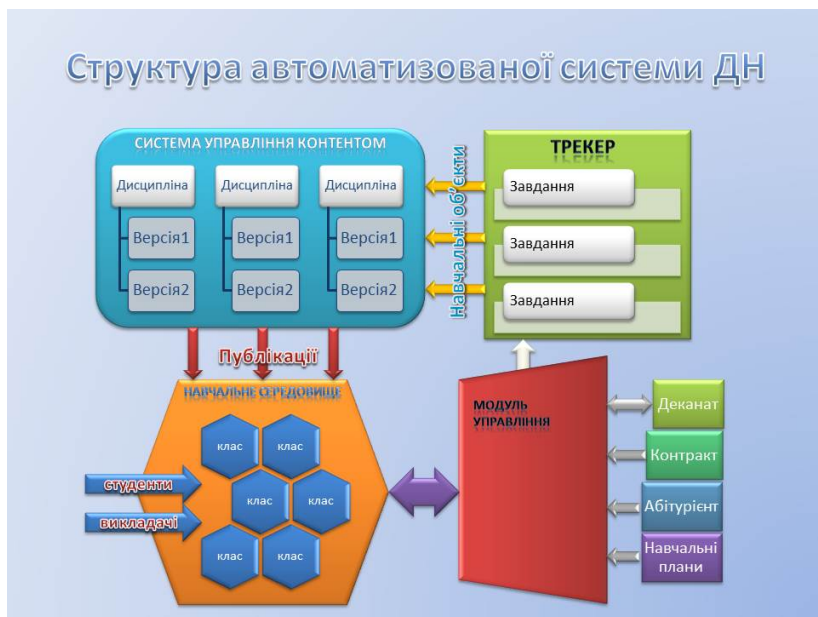 Структура автоматизованої системи ДН
СИСТЕМА УПРАВЛІННЯ КОНТЕНТОМ
Дисципліна
Дисципліна
Дисципліна
Версія1
Версія1
Версія1
Версія2
Версія2
Версія2
Навчальні об'єкти
ТРЕКЕР
Завдання
Завдання
Завдання
Публікації
НАВЧАЛЬНЕ СЕРЕДОВИЩЕ
клас
клас
клас
клас
клас
клас
студенти
викладачі
МОДУЛЬ
УПРАВЛІННЯ
Деканат
Контракт
Абітурієнт
Навчальні
плани